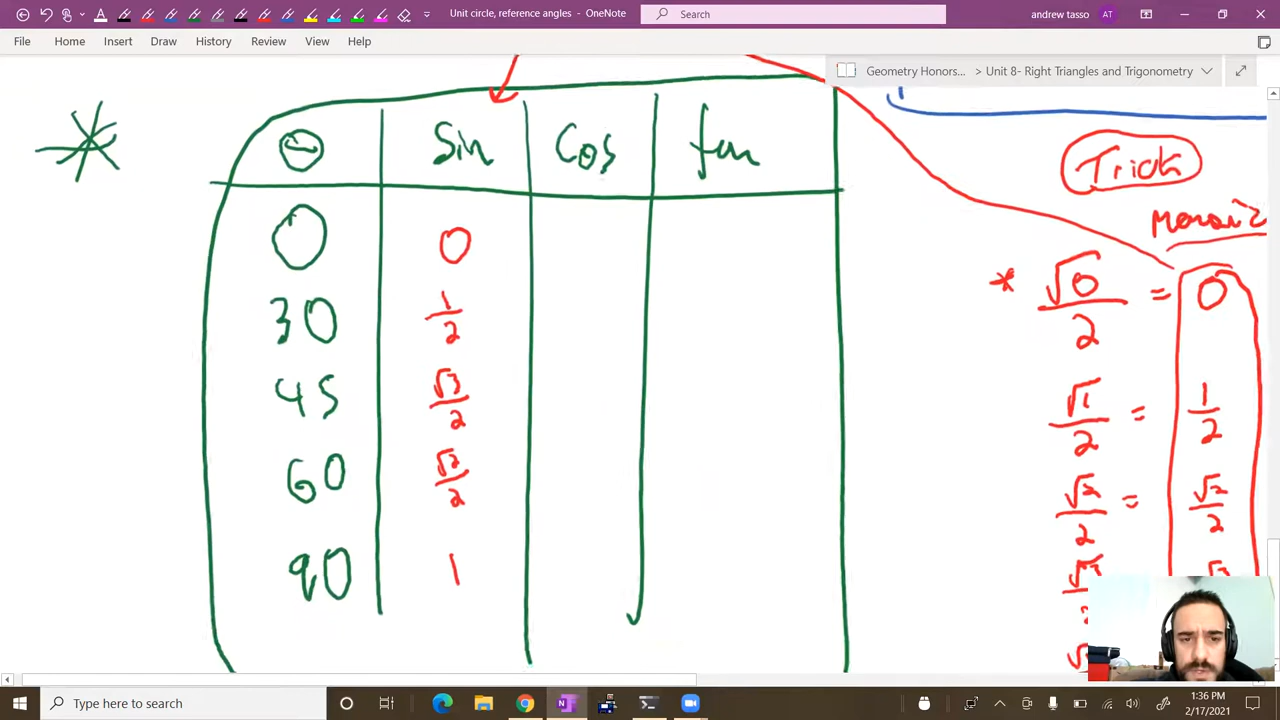 Unit circle, reference angles - OneNote
Search
andrew tasso
AT
File Home Insert Draw History Review View Help
Geometry Honors... > Unit 8- Right Triangles and Trigonometry
θ Sin Cos tan
0 0
30 1/2
45 √3/2
60 √2/2
90 1
Trick
* √0/2 = 0
√1/2 = 1/2
√2/2 = √2/2
Type here to search
1:36 PM
2/17/2021